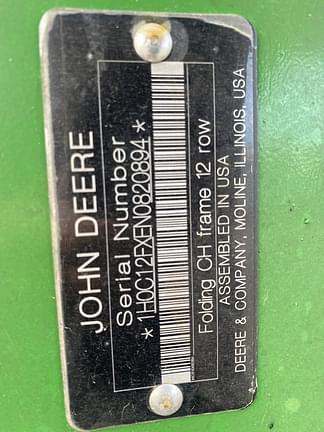 JOHN DEERE
Serial Number
* 1H0C12FXEN0820894 *
Folding CH frame 12 row
ASSEMBLED IN USA
DEERE & COMPANY, MOLINE, ILLINOIS, USA